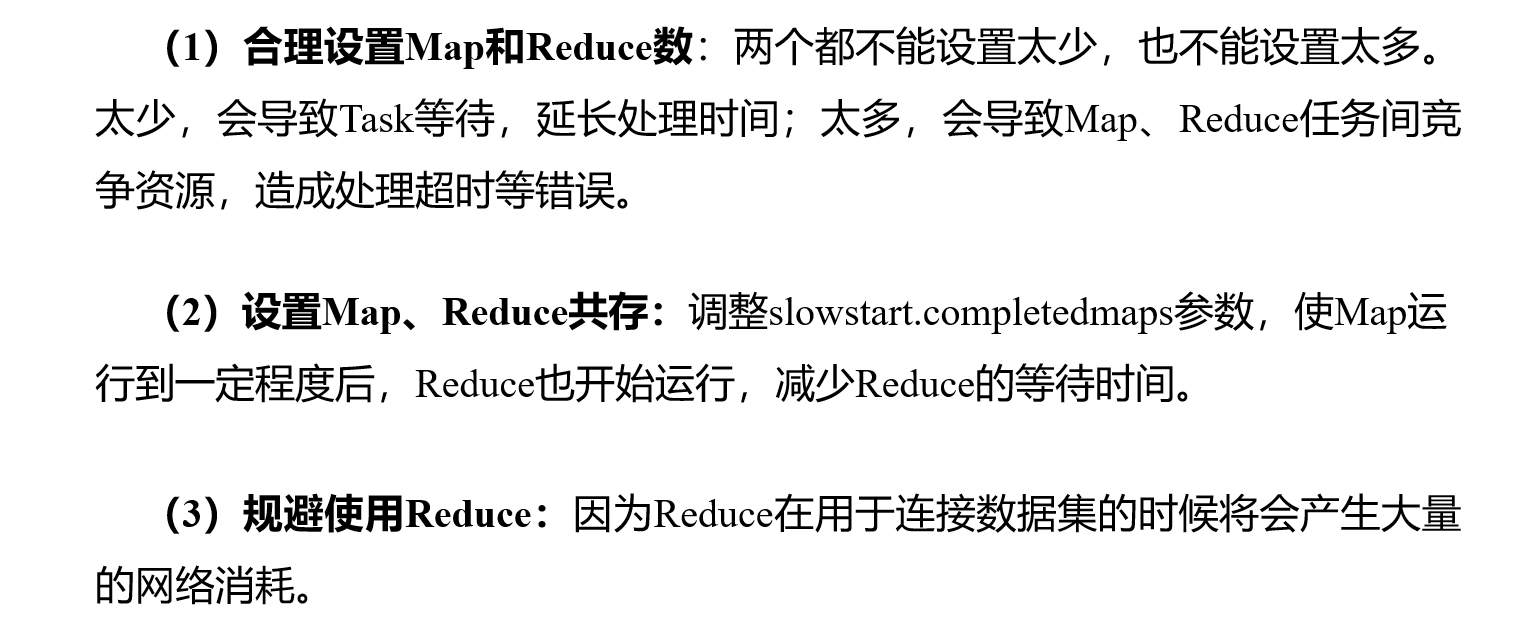 （1）合理设置Map和Reduce数：两个都不能设置太少，也不能设置太多。
太少，会导致Task等待，延长处理时间；太多，会导致Map、Reduce任务间竞
争资源，造成处理超时等错误。
（2）设置Map、Reduce共存：调整slowstart.completedmaps参数，使Map运
行到一定程度后，Reduce也开始运行，减少Reduce的等待时间。
（3）规避使用Reduce：因为Reduce在用于连接数据集的时候将会产生大量
的网络消耗。